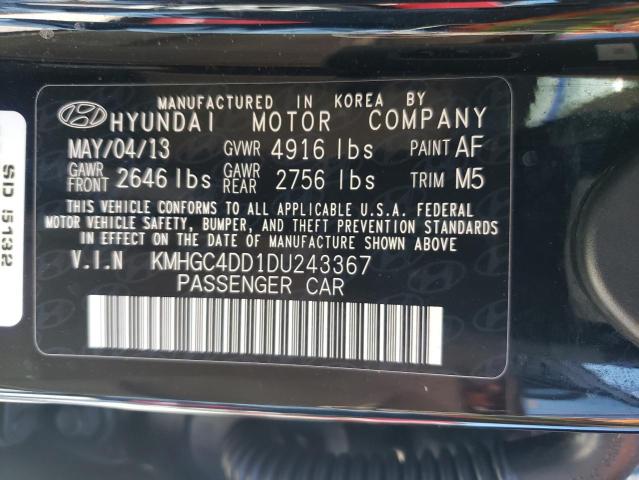 MANUFACTURED IN KOREA BY
HYUNDAI MOTOR COMPANY
MAY/04/13 GVWR 4916 lbs PAINT AF
GAWR FRONT 2646 lbs GAWR REAR 2756 lbs TRIM M5
THIS VEHICLE CONFORMS TO ALL APPLICABLE U.S.A. FEDERAL
MOTOR VEHICLE SAFETY, BUMPER, AND THEFT PREVENTION STANDARDS
IN EFFECT ON THE DATE OF MANUFACTURE SHOWN ABOVE
V.I.N KMHGC4DD1DU243367
PASSENGER CAR
SD 5132